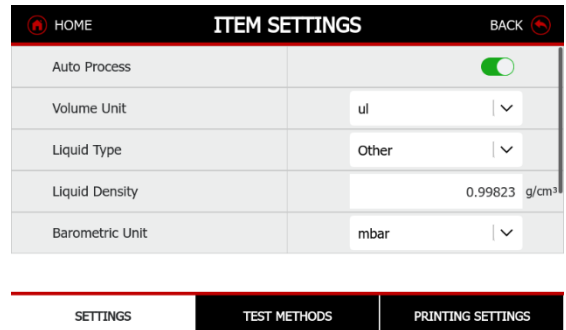 HOME ITEM SETTINGS BACK
Auto Process
Volume Unit ul
Liquid Type Other
Liquid Density 0.99823 g/cm³
Barometric Unit mbar
SETTINGS TEST METHODS PRINTING SETTINGS